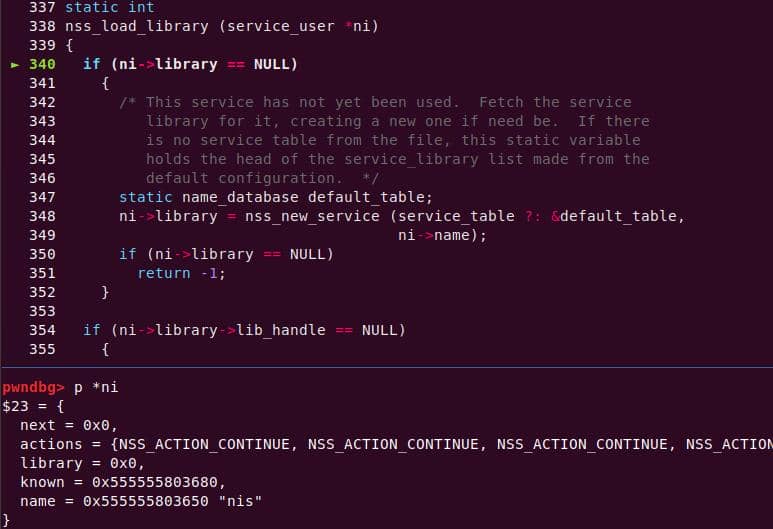 337 static int
338 nss_load_library (service_user *ni)
339 {
► 340   if (ni->library == NULL)
341     {
342       /* This service has not yet been used.  Fetch the service
343          library for it, creating a new one if need be.  If there
344          is no service table from the file, this static variable
345          holds the head of the service_library list made from the
346          default configuration.  */
347       static name_database default_table;
348       ni->library = nss_new_service (service_table ?: &default_table,
349                                      ni->name);
350       if (ni->library == NULL)
351         return -1;
352     }
353
354   if (ni->library->lib_handle == NULL)
355     {
pwndbg> p *ni
$23 = {
  next = 0x0,
  actions = {NSS_ACTION_CONTINUE, NSS_ACTION_CONTINUE, NSS_ACTION_CONTINUE, NSS_ACTION
  library = 0x0,
  known = 0x555555803680,
  name = 0x555555803650 "nis"
}